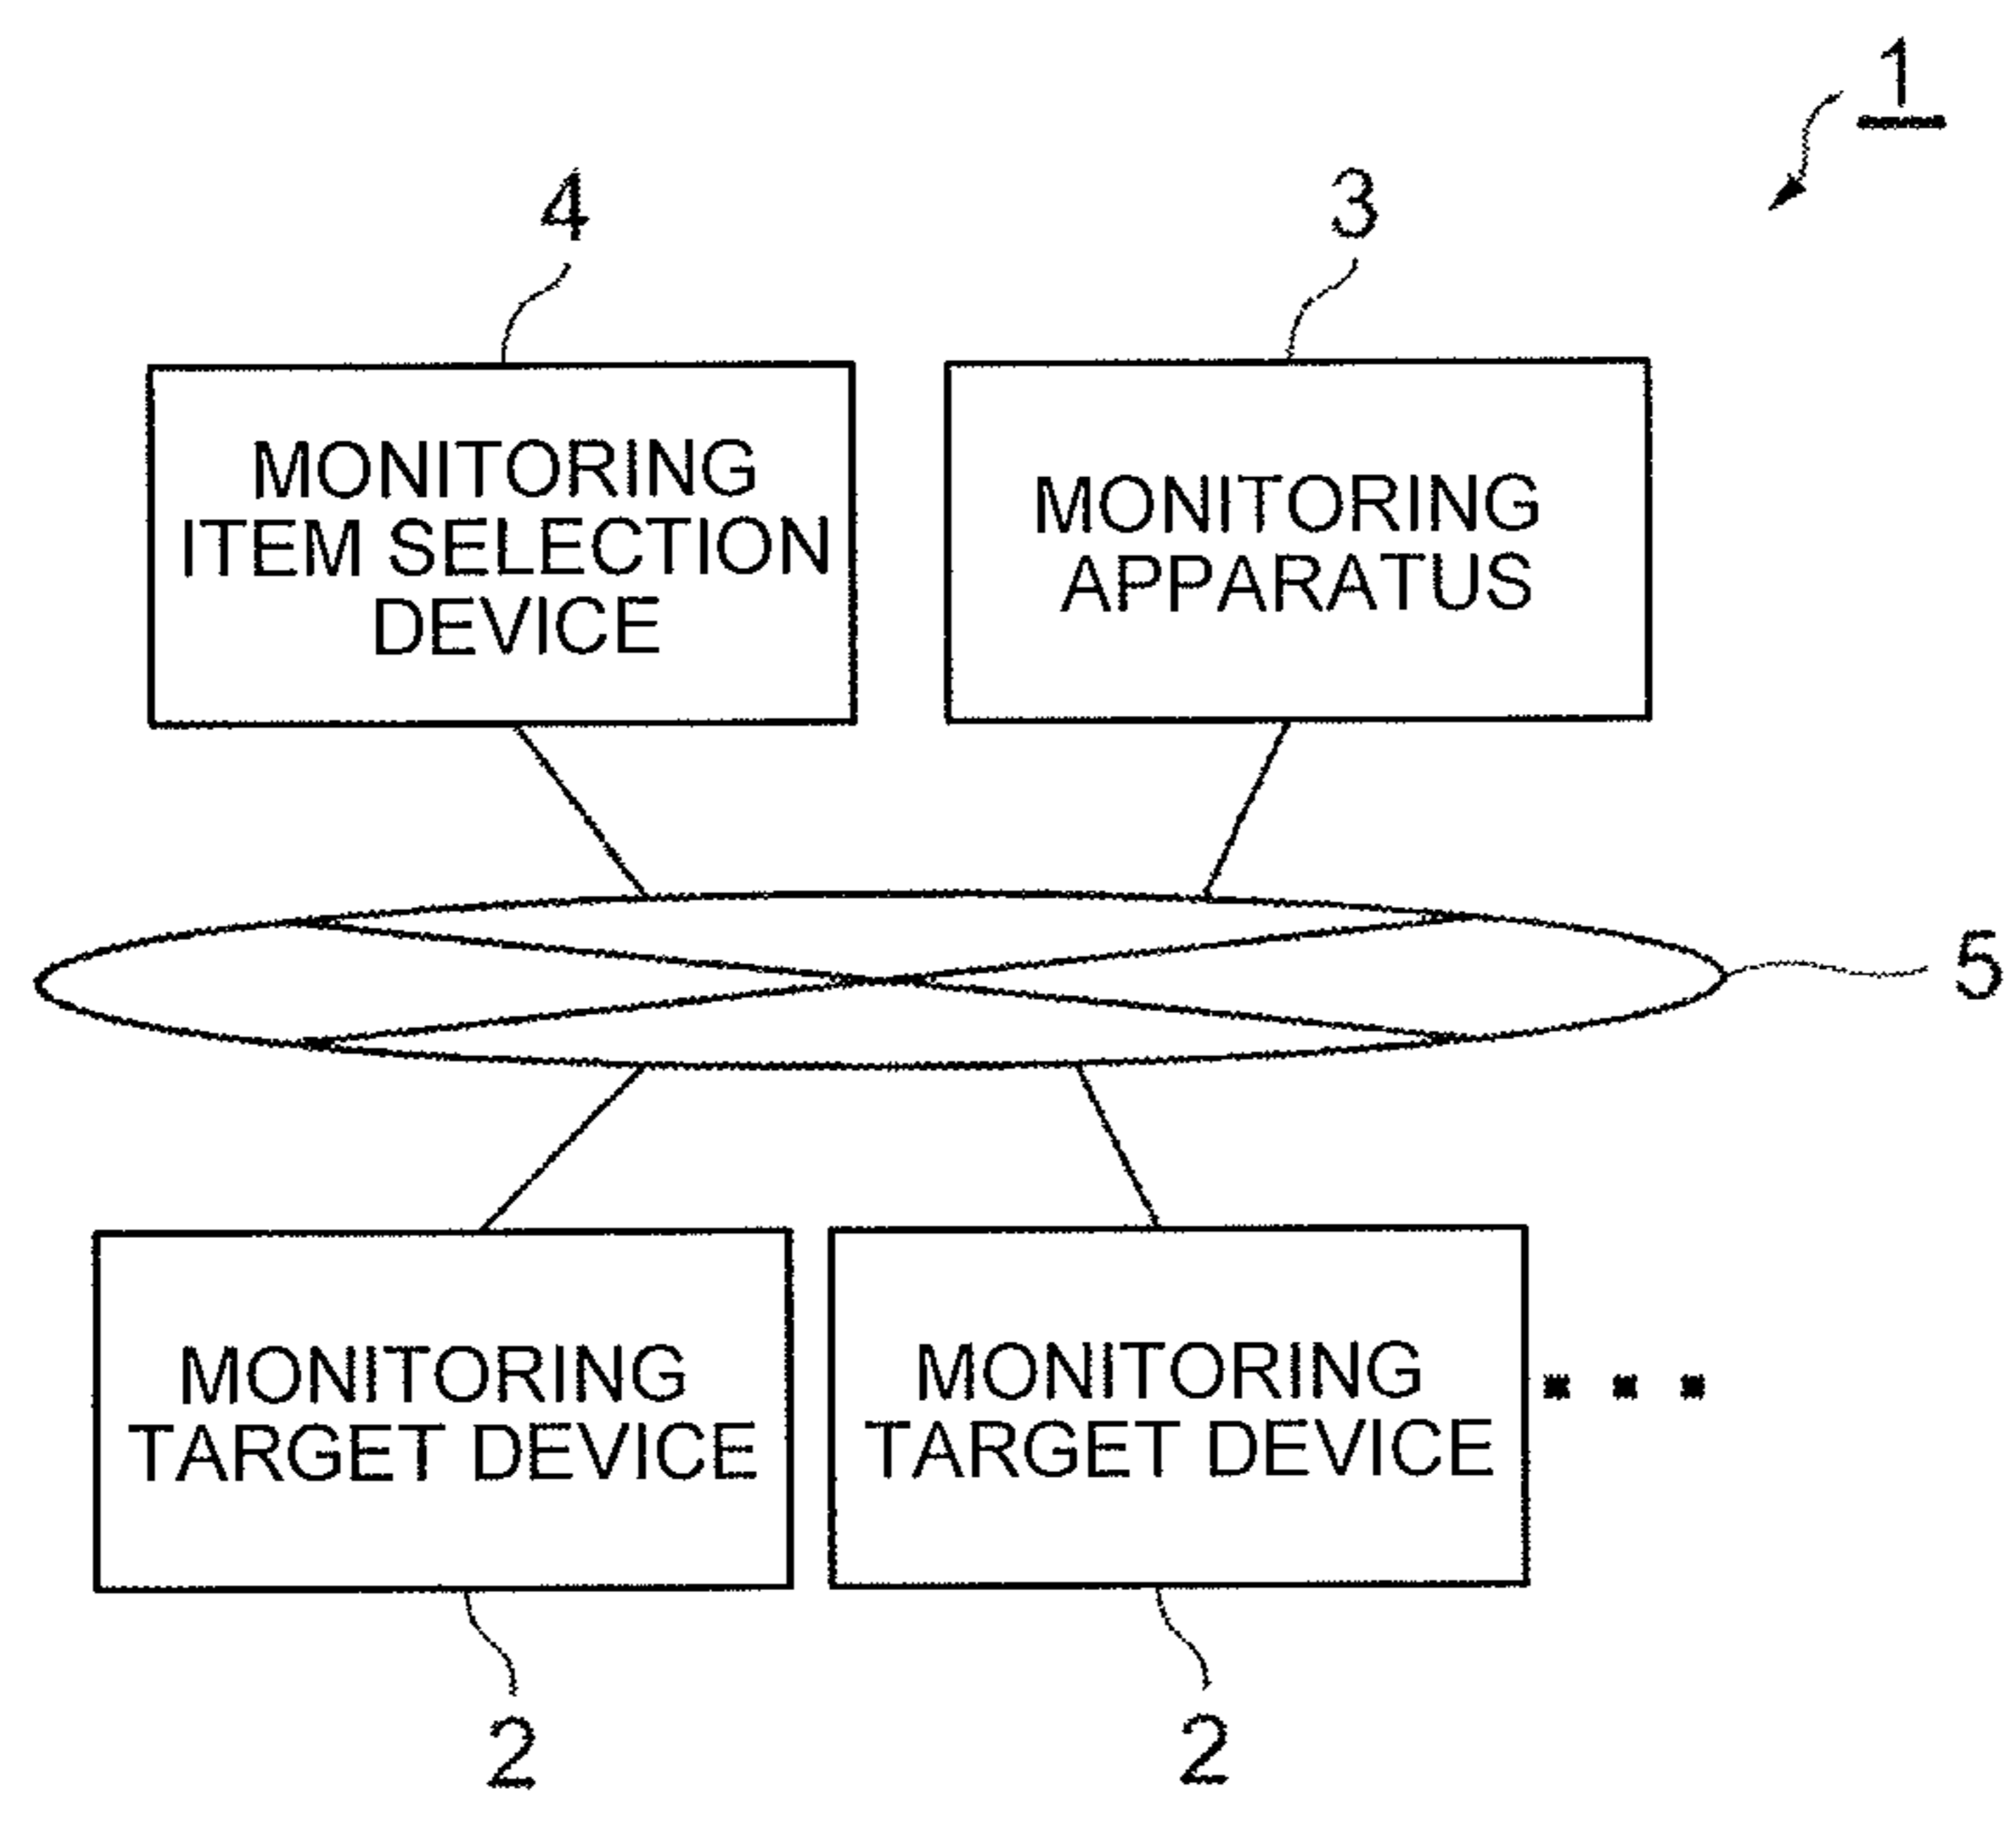 1
4
3
MONITORING
ITEM SELECTION
DEVICE
MONITORING
APPARATUS
5
MONITORING
TARGET DEVICE
MONITORING
TARGET DEVICE
...
2
2